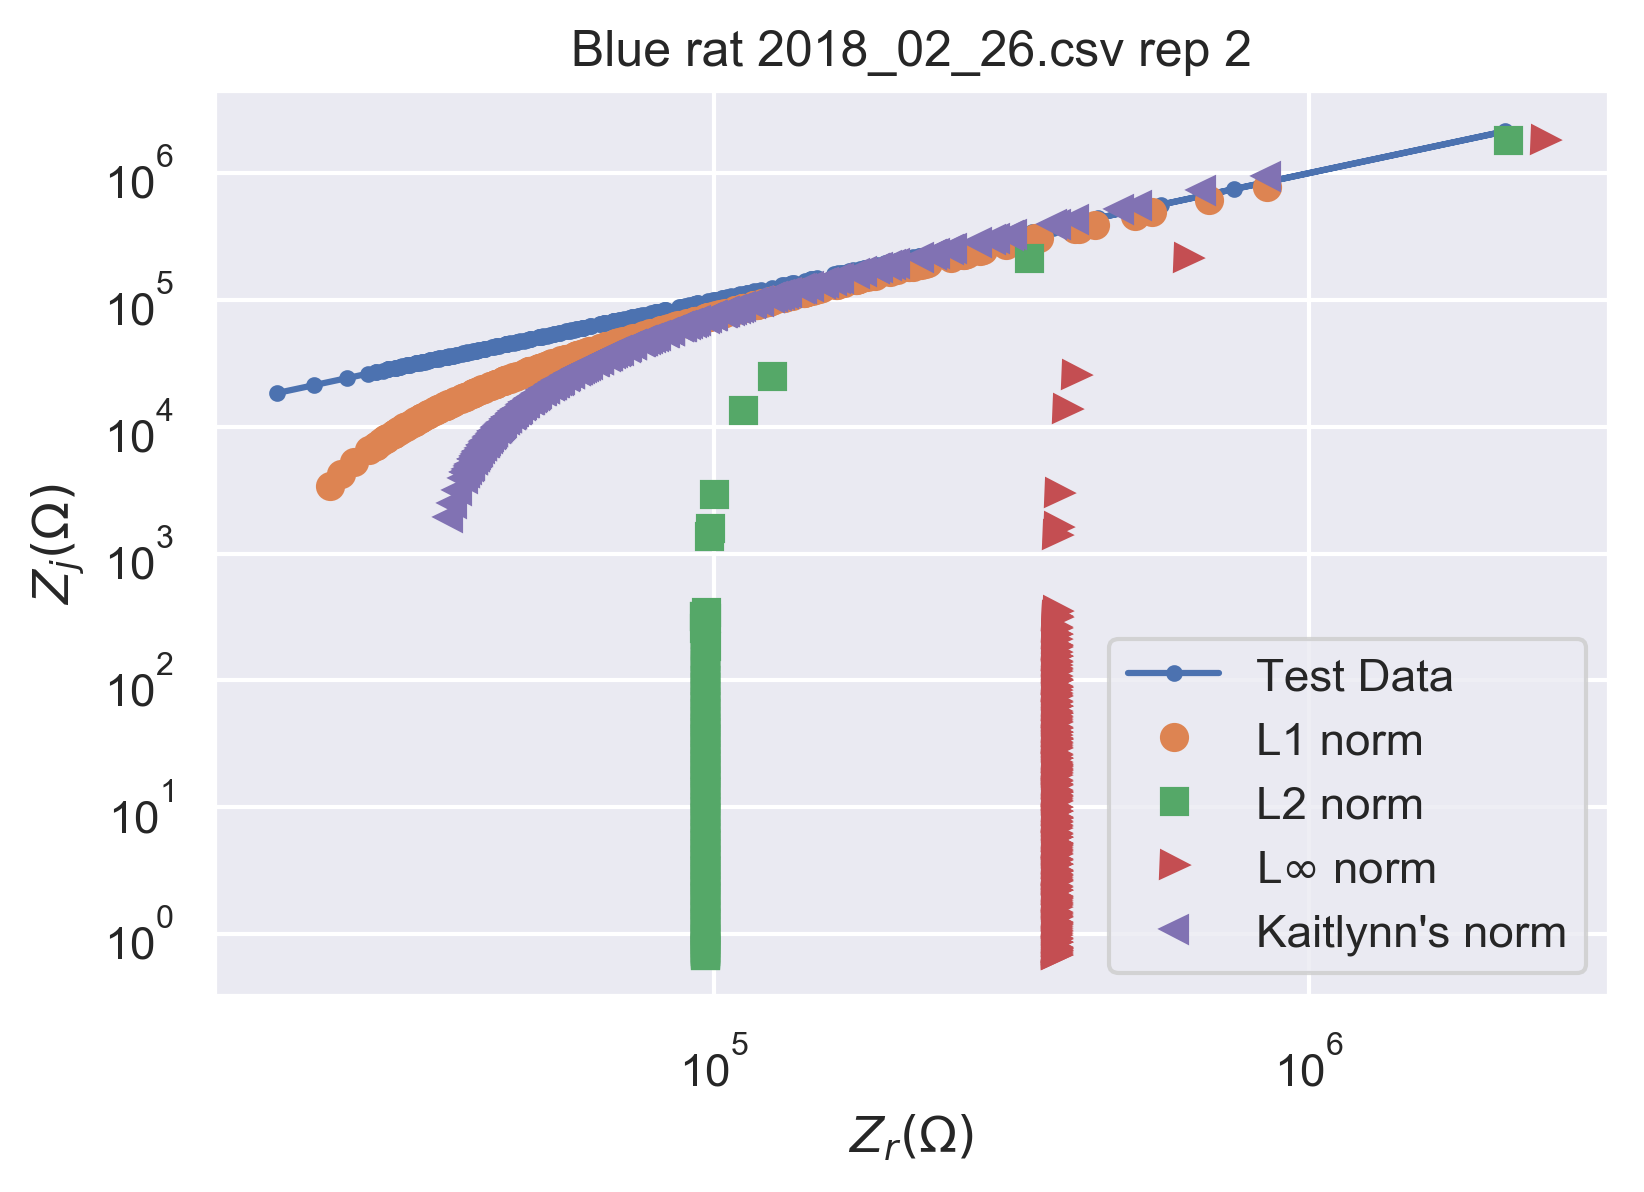 Blue rat 2018_02_26.csv rep 2
10^6
10^5
10^4
10^3
10^2
10^1
10^0
Z_j(Ω)
Test Data
L1 norm
L2 norm
L∞ norm
Kaitlynn's norm
10^5
10^6
Z_r(Ω)